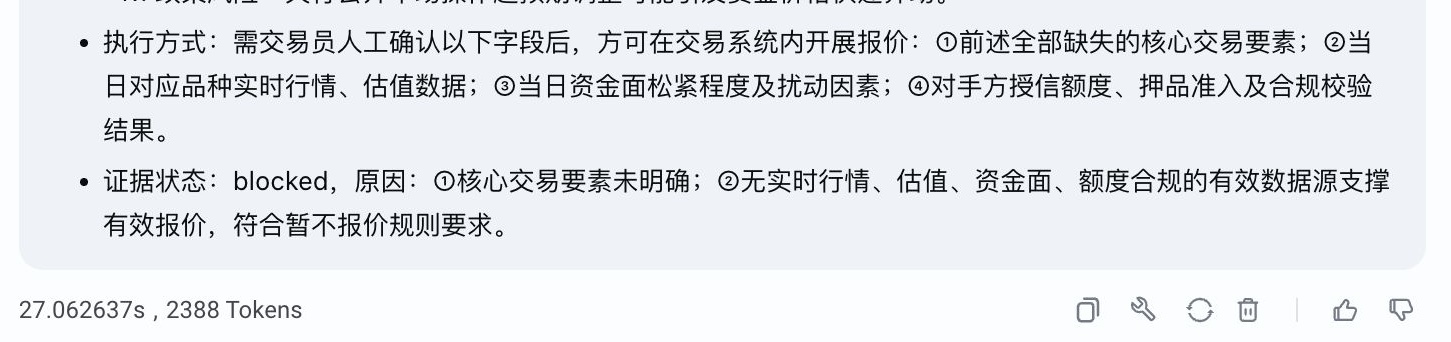 执行方式：需交易员人工确认以下字段后，方可在交易系统内开展报价：①前述全部缺失的核心交易要素；②当
日对应品种实时行情、估值数据；③当日资金面松紧程度及扰动因素；④对手方授信额度、押品准入及合规校验
结果。
证据状态：blocked，原因：①核心交易要素未明确；②无实时行情、估值、资金面、额度合规的有效数据源支撑
有效报价，符合暂不报价规则要求。
27.062637s , 2388 Tokens